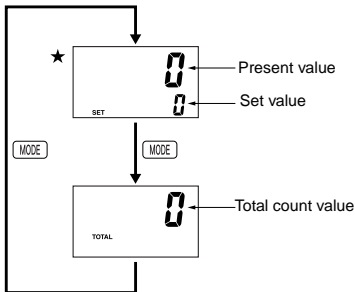 ★
0
Present value
0
Set value
SET
MODE
MODE
0
Total count value
TOTAL